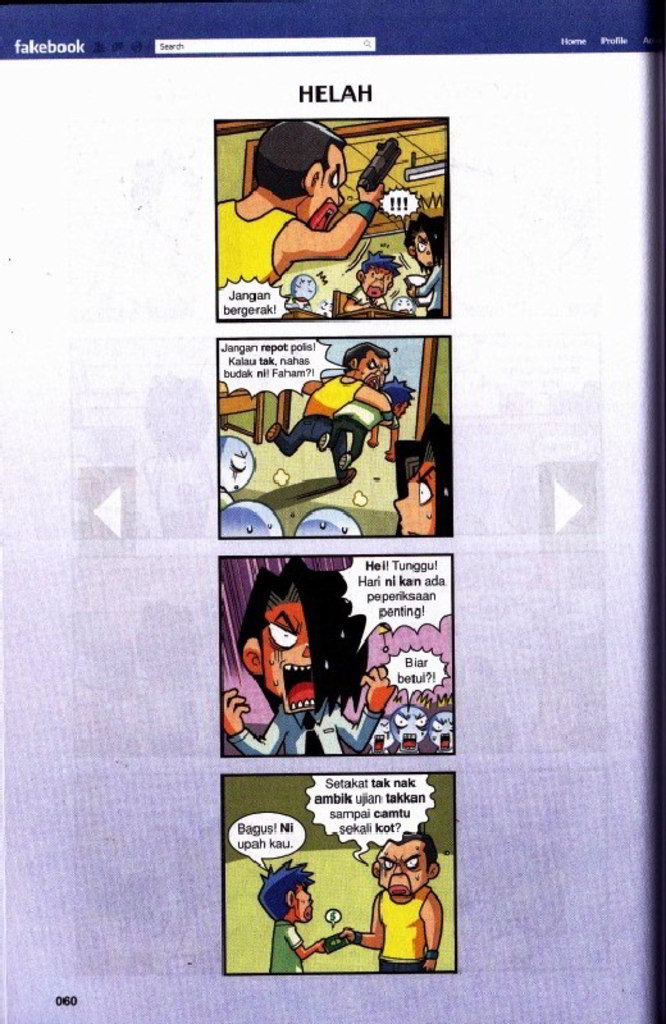 fakebook
Search
Home Profile
HELAH
!!!
Jangan
bergerak!
Jangan repot polis!
Kalau tak, nahas
budak ni! Faham?!
Hei! Tunggu!
Hari ni kan ada
peperiksaan
penting!
Biar
betul?!
Setakat tak nak
ambik ujian takkan
sampai camtu
sekali kot?
Bagus! Ni
upah kau.
$
060